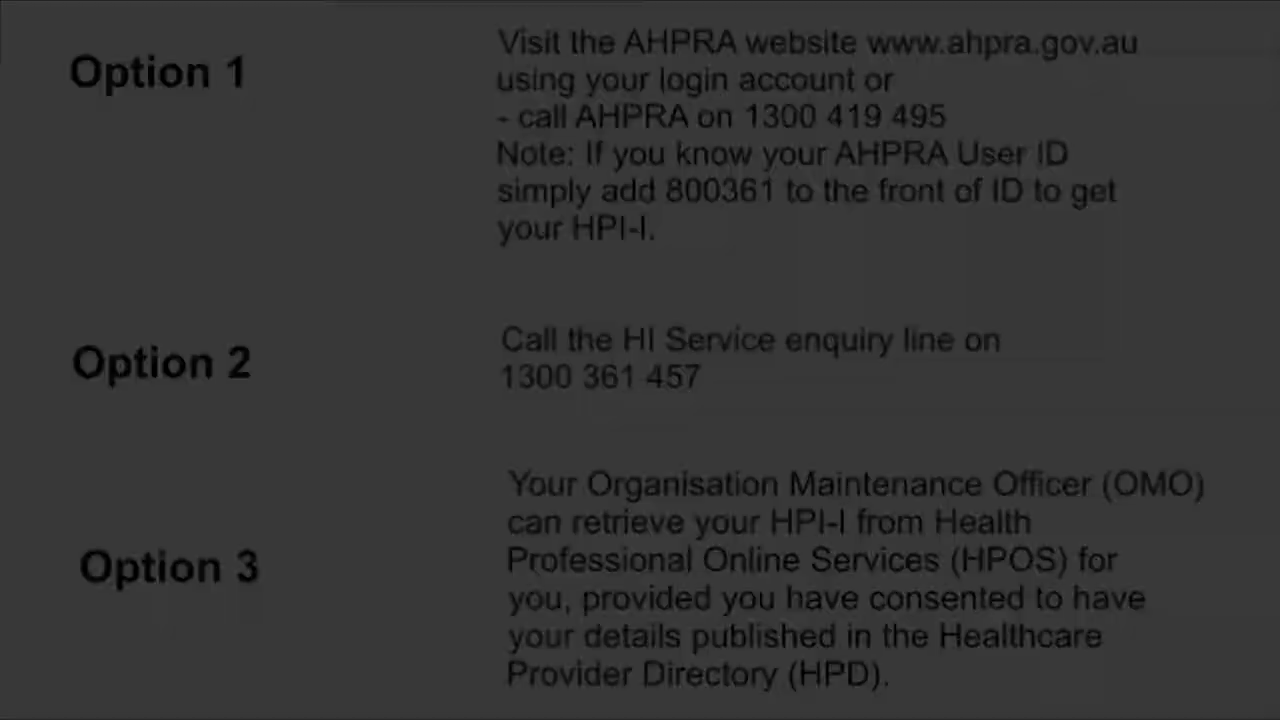 Option 1
Visit the AHPRA website www.ahpra.gov.au
using your login account or
- call AHPRA on 1300 419 495
Note: If you know your AHPRA User ID
simply add 800361 to the front of ID to get
your HPI-I.
Option 2
Call the HI Service enquiry line on
1300 361 457
Option 3
Your Organisation Maintenance Officer (OMO)
can retrieve your HPI-I from Health
Professional Online Services (HPOS) for
you, provided you have consented to have
your details published in the Healthcare
Provider Directory (HPD).